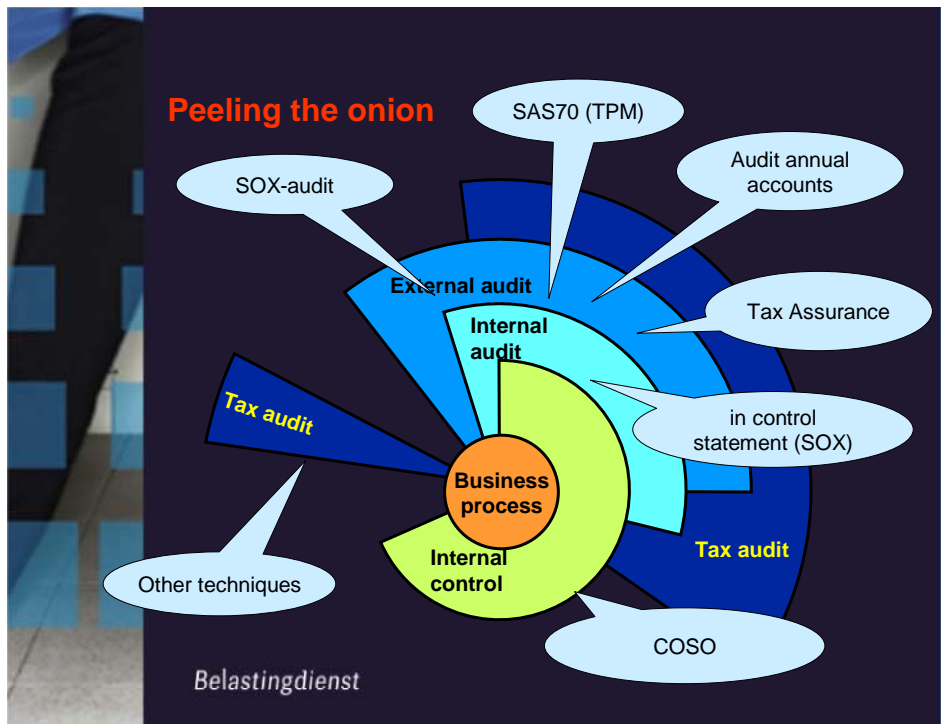 Peeling the onion
SAS70 (TPM)
SOX-audit
Audit annual
accounts
External audit
Internal
audit
Tax Assurance
Tax audit
in control
statement (SOX)
Business
process
Tax audit
Internal
control
Other techniques
COSO
Belastingdienst